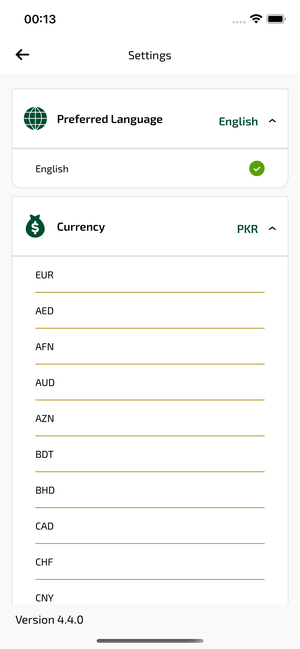 00:13
Settings
Preferred Language English
English
Currency PKR
EUR
AED
AFN
AUD
AZN
BDT
BHD
CAD
CHF
CNY
Version 4.4.0